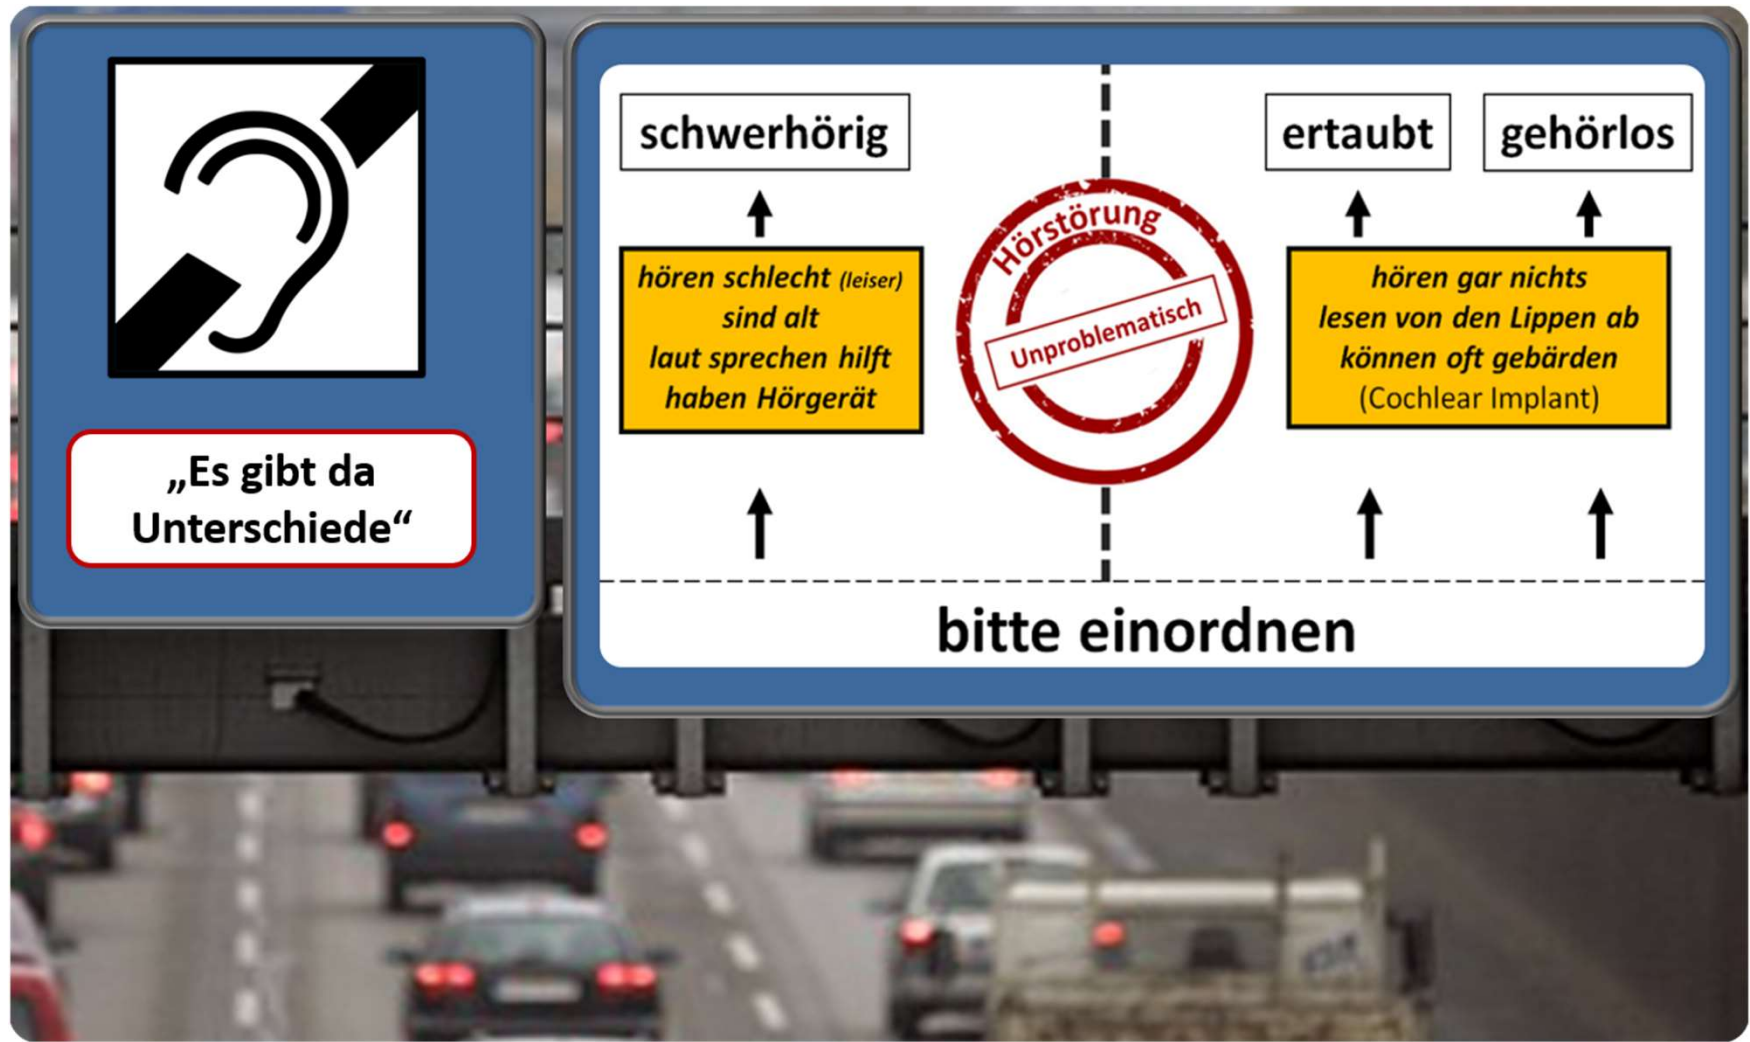 „Es gibt da
Unterschiede“
schwerhörig
hören schlecht (leiser)
sind alt
laut sprechen hilft
haben Hörgerät
Hörstörung
Unproblematisch
ertaubt
gehörlos
hören gar nichts
lesen von den Lippen ab
können oft gebärden
(Cochlear Implant)
bitte einordnen